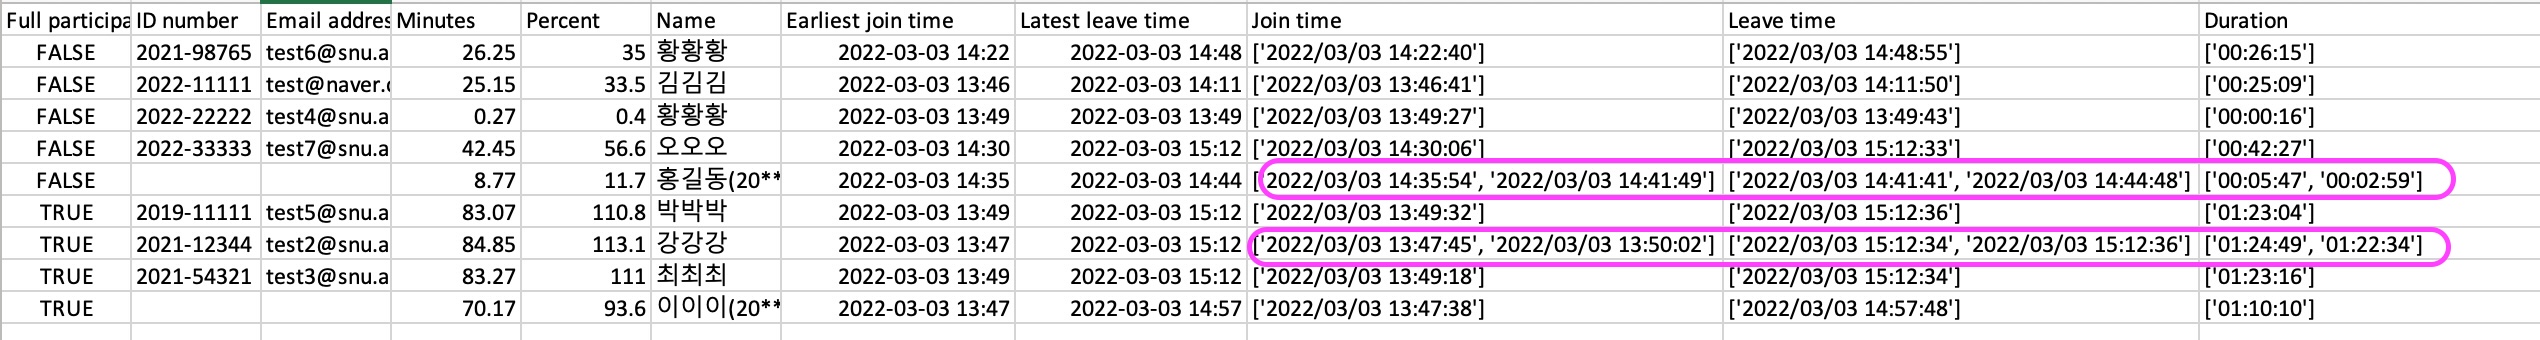 Full participa ID number Email addres Minutes Percent Name Earliest join time Latest leave time Join time Leave time Duration
FALSE 2021-98765 test6@snu.a 26.25 35 황황황 2022-03-03 14:22 2022-03-03 14:48 ['2022/03/03 14:22:40'] ['2022/03/03 14:48:55'] ['00:26:15']
FALSE 2022-11111 test@naver.c 25.15 33.5 김김김 2022-03-03 13:46 2022-03-03 14:11 ['2022/03/03 13:46:41'] ['2022/03/03 14:11:50'] ['00:25:09']
FALSE 2022-22222 test4@snu.a 0.27 0.4 황황황 2022-03-03 13:49 2022-03-03 13:49 ['2022/03/03 13:49:27'] ['2022/03/03 13:49:43'] ['00:00:16']
FALSE 2022-33333 test7@snu.a 42.45 56.6 오오오 2022-03-03 14:30 2022-03-03 15:12 ['2022/03/03 14:30:06'] ['2022/03/03 15:12:33'] ['00:42:27']
FALSE 8.77 11.7 홍길동(20** 2022-03-03 14:35 2022-03-03 14:44 ['2022/03/03 14:35:54', '2022/03/03 14:41:49'] ['2022/03/03 14:41:41', '2022/03/03 14:44:48'] ['00:05:47', '00:02:59']
TRUE 2019-11111 test5@snu.a 83.07 110.8 박박박 2022-03-03 13:49 2022-03-03 15:12 ['2022/03/03 13:49:32'] ['2022/03/03 15:12:36'] ['01:23:04']
TRUE 2021-12344 test2@snu.a 84.85 113.1 강강강 2022-03-03 13:47 2022-03-03 15:12 ['2022/03/03 13:47:45', '2022/03/03 13:50:02'] ['2022/03/03 15:12:34', '2022/03/03 15:12:36'] ['01:24:49', '01:22:34']
TRUE 2021-54321 test3@snu.a 83.27 111 최최최 2022-03-03 13:49 2022-03-03 15:12 ['2022/03/03 13:49:18'] ['2022/03/03 15:12:34'] ['01:23:16']
TRUE 70.17 93.6 이이이(20** 2022-03-03 13:47 2022-03-03 14:57 ['2022/03/03 13:47:38'] ['2022/03/03 14:57:48'] ['01:10:10']